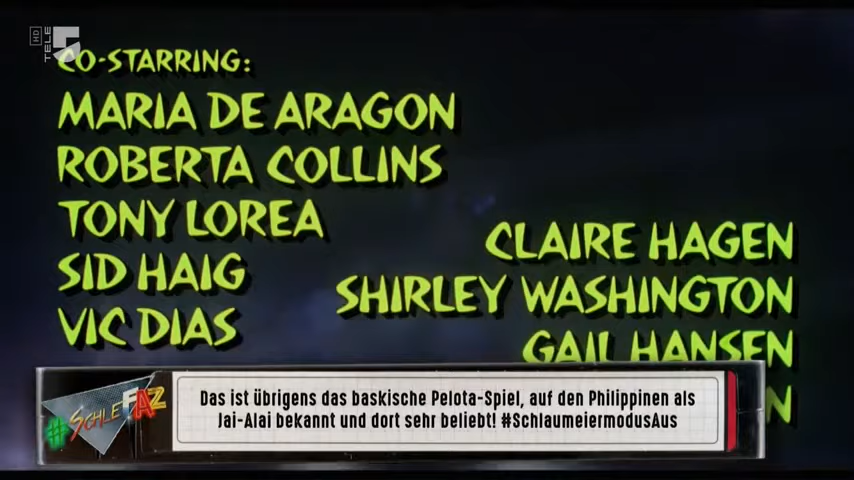 HD
TELE 5
CO-STARRING:
MARIA DE ARAGON
ROBERTA COLLINS
TONY LOREA
SID HAIG
VIC DIAS
CLAIRE HAGEN
SHIRLEY WASHINGTON
GAIL HANSEN
#SCHLEFAZ
Das ist übrigens das baskische Pelota-Spiel, auf den Philippinen als
Jai-Alai bekannt und dort sehr beliebt! #SchlaumeiermodusAus